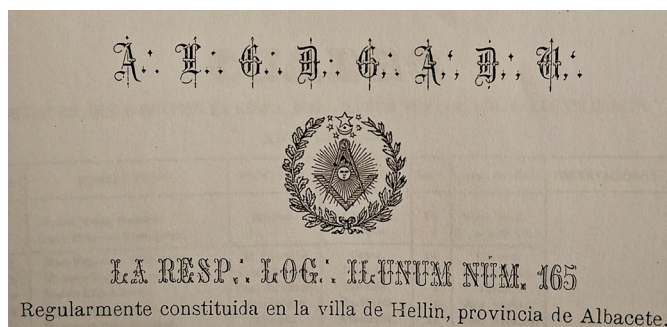 A∴ L∴ G∴ D∴ G∴ A∴ D∴ U∴
LA RESP∴ LOG∴ ILUNUM NÚM. 165
Regularmente constituida en la villa de Hellin, provincia de Albacete.